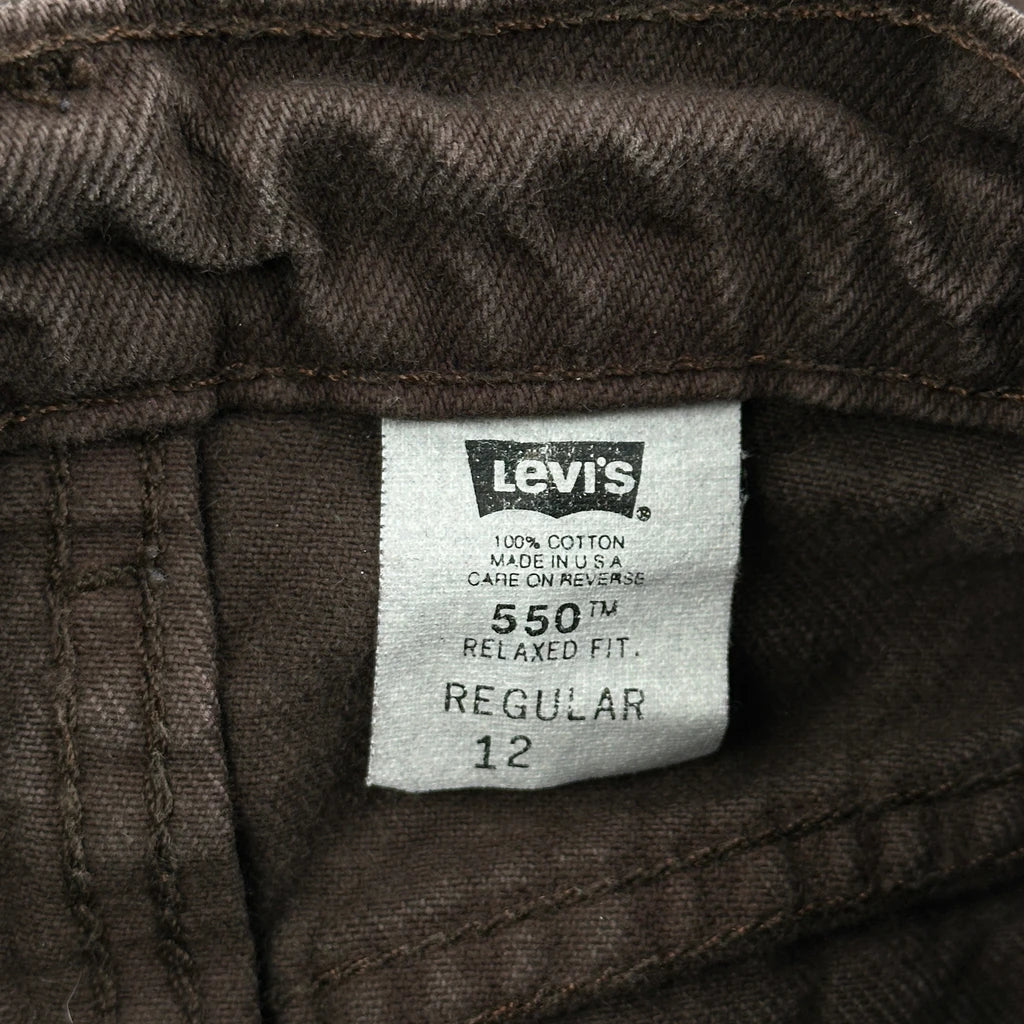 Levi's ®
100% COTTON
MADE IN U S A
CARE ON REVERSE
550™
RELAXED FIT.
REGULAR
12